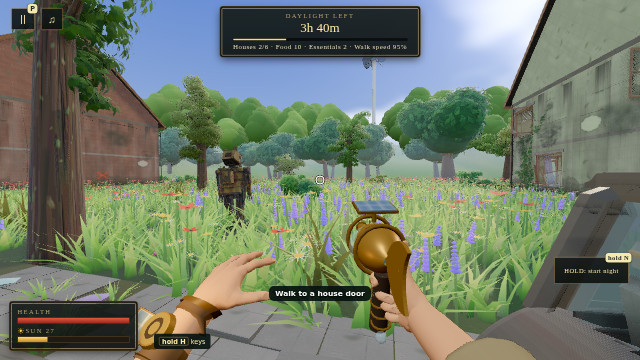 P
DAYLIGHT LEFT
3h 40m
Houses 2/6 · Food 10 · Essentials 2 · Walk speed 95%
hold N
HOLD: start night
Walk to a house door
HEALTH
SUN 27
hold H keys